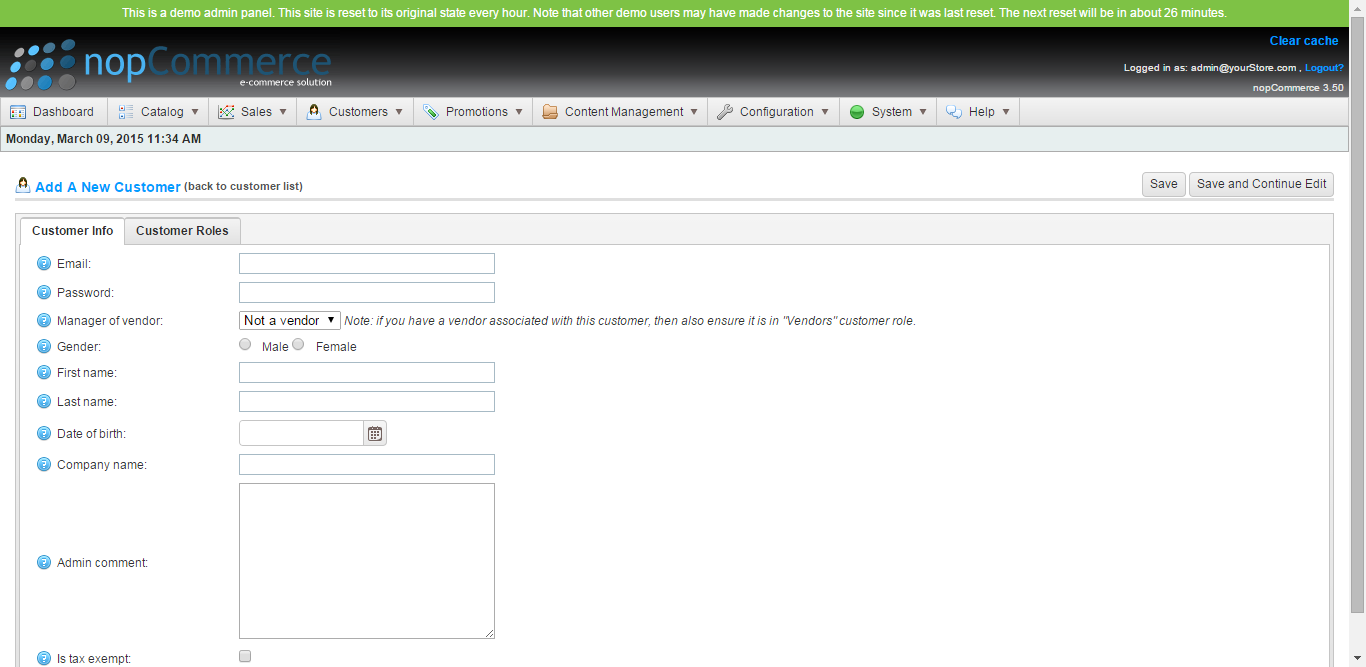 This is a demo admin panel. This site is reset to its original state every hour. Note that other demo users may have made changes to the site since it was last reset. The next reset will be in about 26 minutes.
Clear cache
nopCommerce
e-commerce solution
Logged in as: admin@yourStore.com , Logout?
nopCommerce 3.50
Dashboard Catalog Sales Customers Promotions Content Management Configuration System Help
Monday, March 09, 2015 11:34 AM
Add A New Customer (back to customer list) Save Save and Continue Edit
Customer Info Customer Roles
Email:
Password:
Manager of vendor: Not a vendor Note: if you have a vendor associated with this customer, then also ensure it is in "Vendors" customer role.
Gender: Male Female
First name:
Last name:
Date of birth:
Company name:
Admin comment:
Is tax exempt: